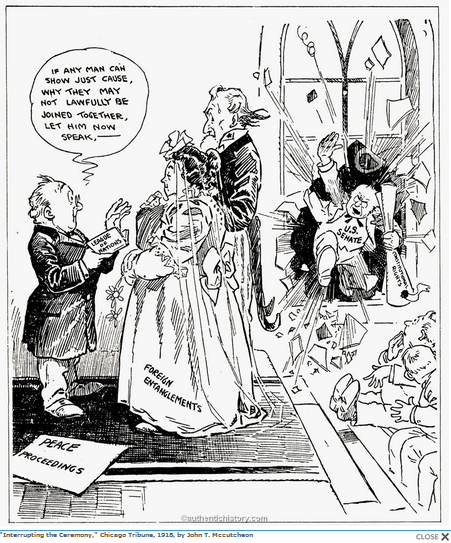 IF ANY MAN CAN
SHOW JUST CAUSE,
WHY THEY MAY
NOT LAWFULLY BE
JOINED TOGETHER,
LET HIM NOW
SPEAK,—
LEAGUE
OF
NATIONS
U.S.
SENATE
FOREIGN
ENTANGLEMENTS
PEACE
PROCEEDINGS
©authentichistory.com
"Interrupting the Ceremony," Chicago Tribune, 1918, by John T. Mccutcheon
CLOSE X